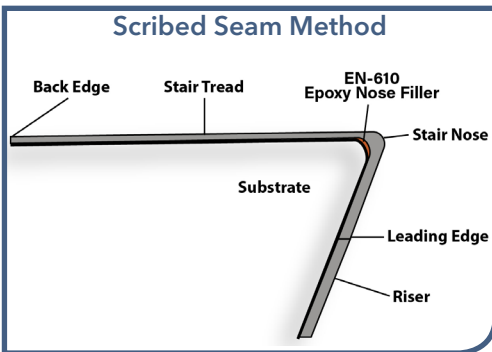 Scribed Seam Method
Back Edge
Stair Tread
EN-610
Epoxy Nose Filler
Stair Nose
Substrate
Leading Edge
Riser